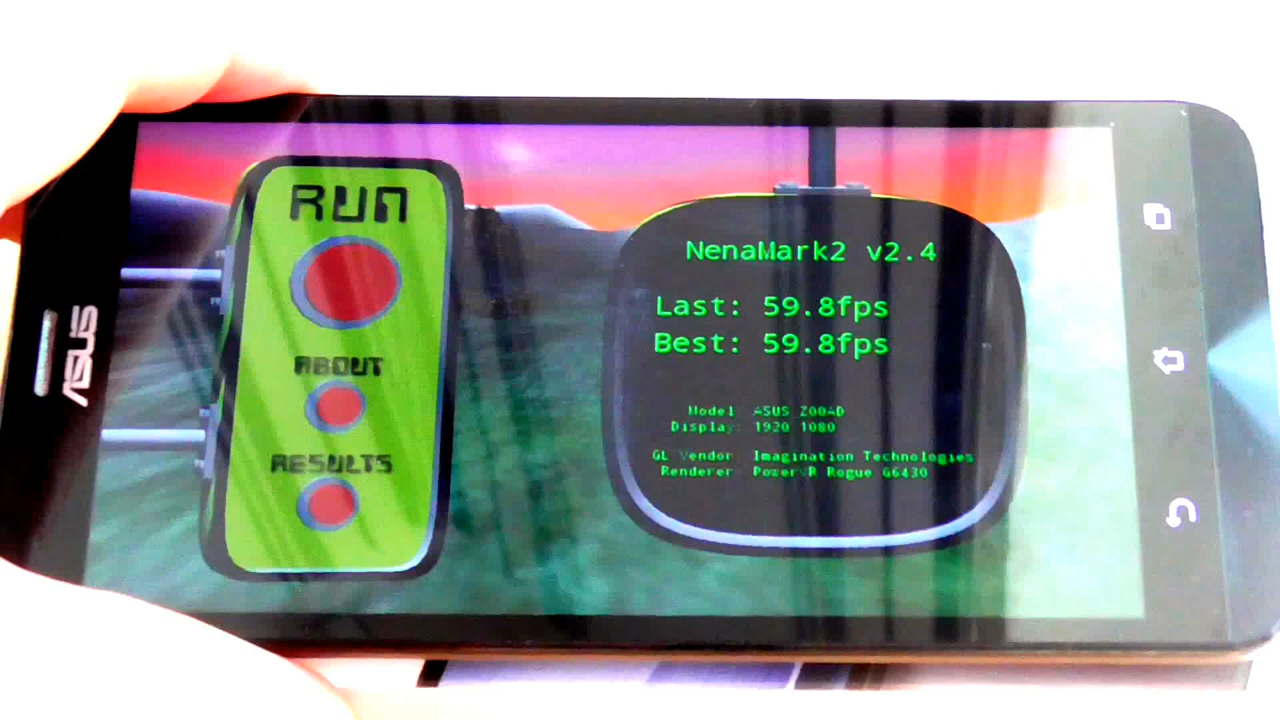 ASUS
RUN
ABOUT
RESULTS
NenaMark2 v2.4
Last: 59.8fps
Best: 59.8fps
Model ASUS Z00AD
Display: 1920 1080
GL Vendor Imagination Technologies
Renderer PowerVR Rogue G6430